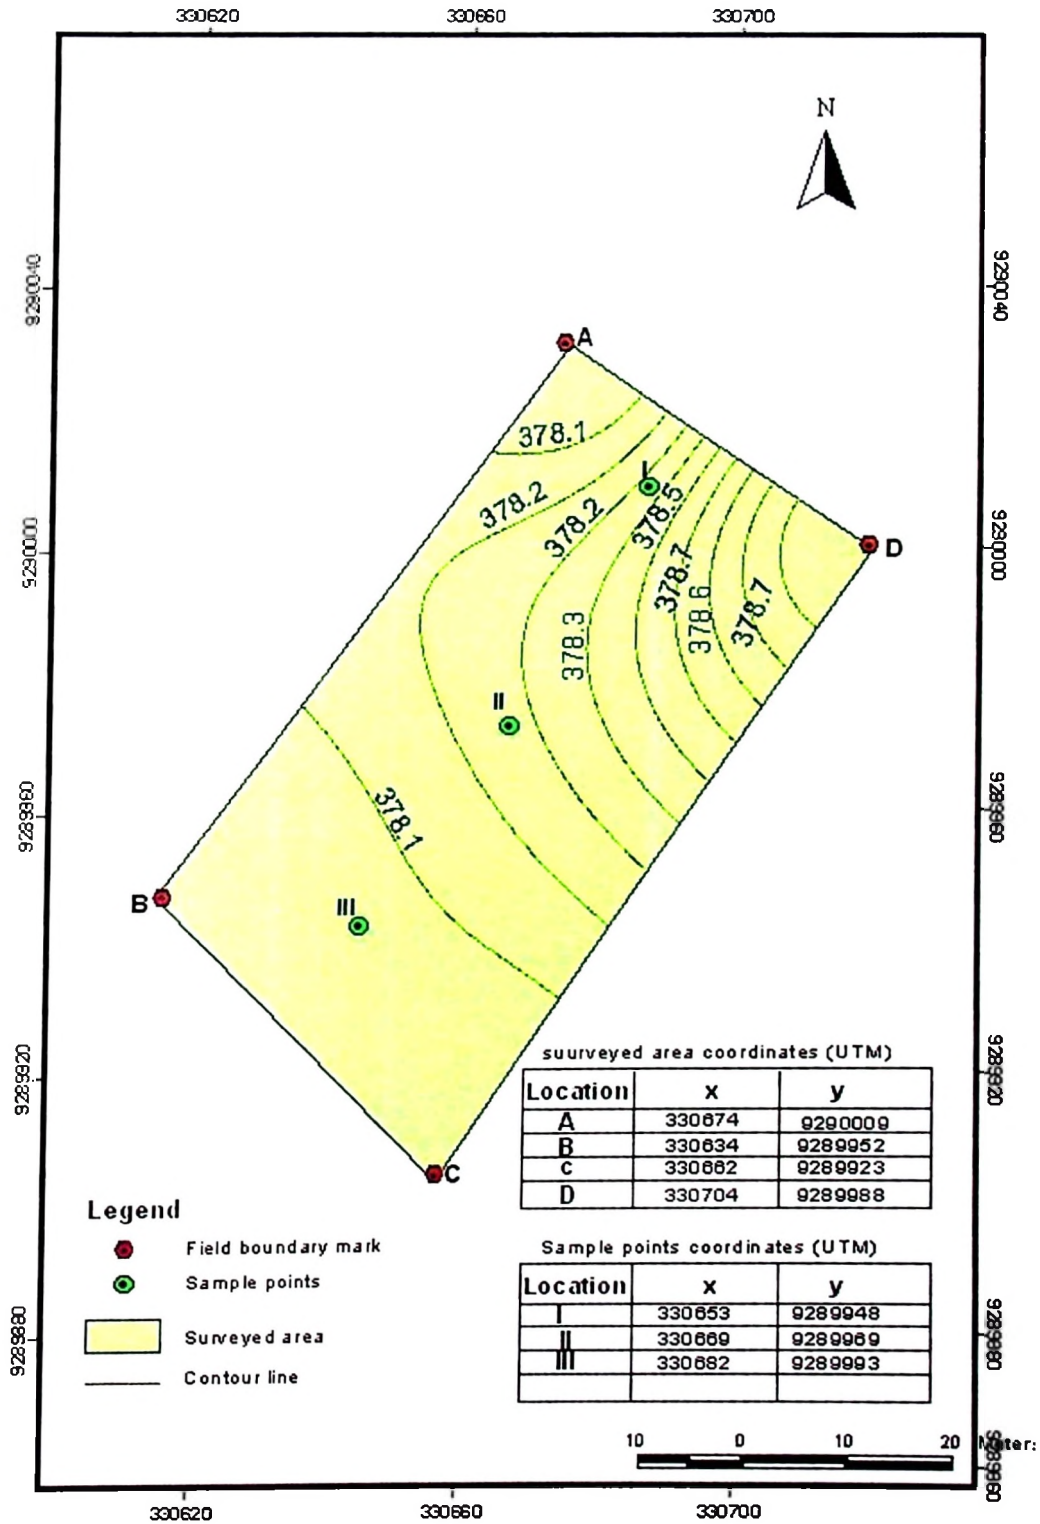 330620 330660 330700
N
9290040 9290040
A
378.1
I
378.2 378.2 378.5
9290000 D 9290000
378.7
378.6 378.7
378.3
II
378.1
9289960 9289960
B III
suurveyed area coordinates (UTM)
9289920 9289920
Location x y
A 330674 9290009
B 330634 9289952
c 330662 9289923
D 330704 9289988
C
Legend
Field boundary mark
Sample points
Surveyed area
Contour line
Sample points coordinates (UTM)
Location x y
I 330653 9289948
II 330669 9289969
III 330682 9289993
9289880 9289880
10 0 10 20
330620 330660 330700